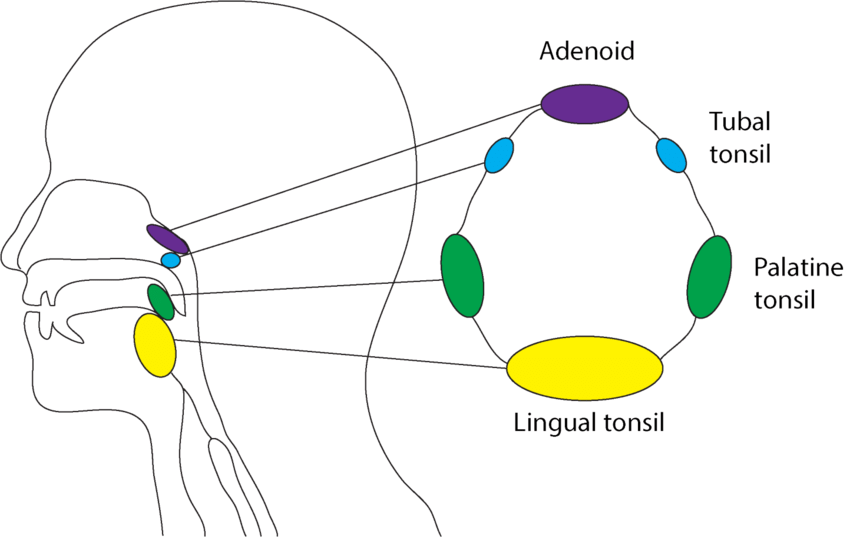 Adenoid
Tubal
tonsil
Palatine
tonsil
Lingual tonsil